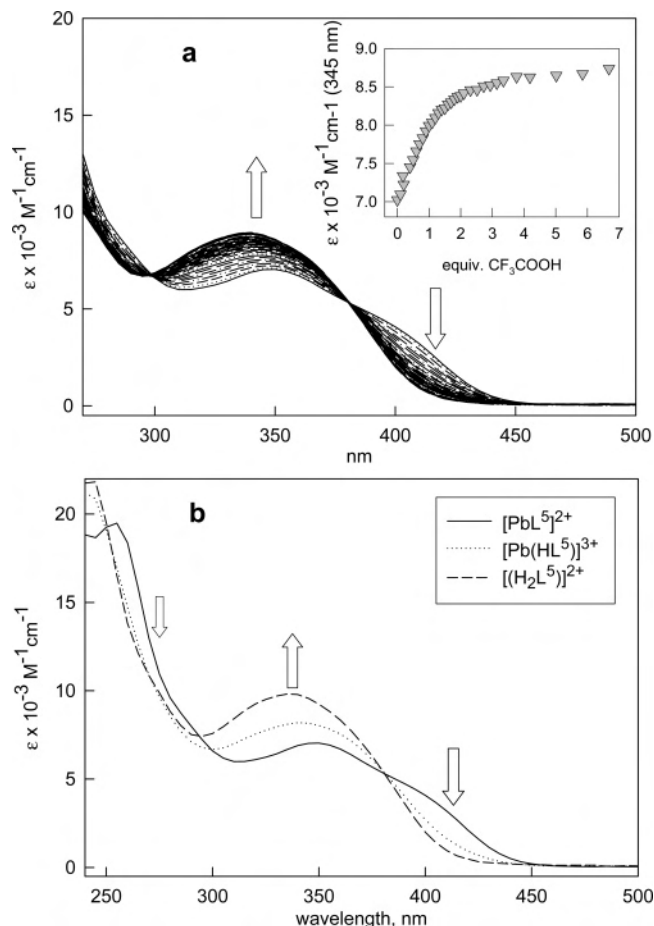 a
20
15
10
5
0
ε x 10⁻³ M⁻¹cm⁻¹
300
350
400
450
500
nm
9.0
8.5
8.0
7.5
7.0
ε x 10⁻³ M⁻¹cm-1 (345 nm)
0 1 2 3 4 5 6 7
equiv. CF₃COOH
b
20
15
10
5
0
ε x 10⁻³ M⁻¹cm⁻¹
[PbL⁵]²⁺
[Pb(HL⁵)]³⁺
[(H₂L⁵)]²⁺
250
300
350
400
450
500
wavelength, nm